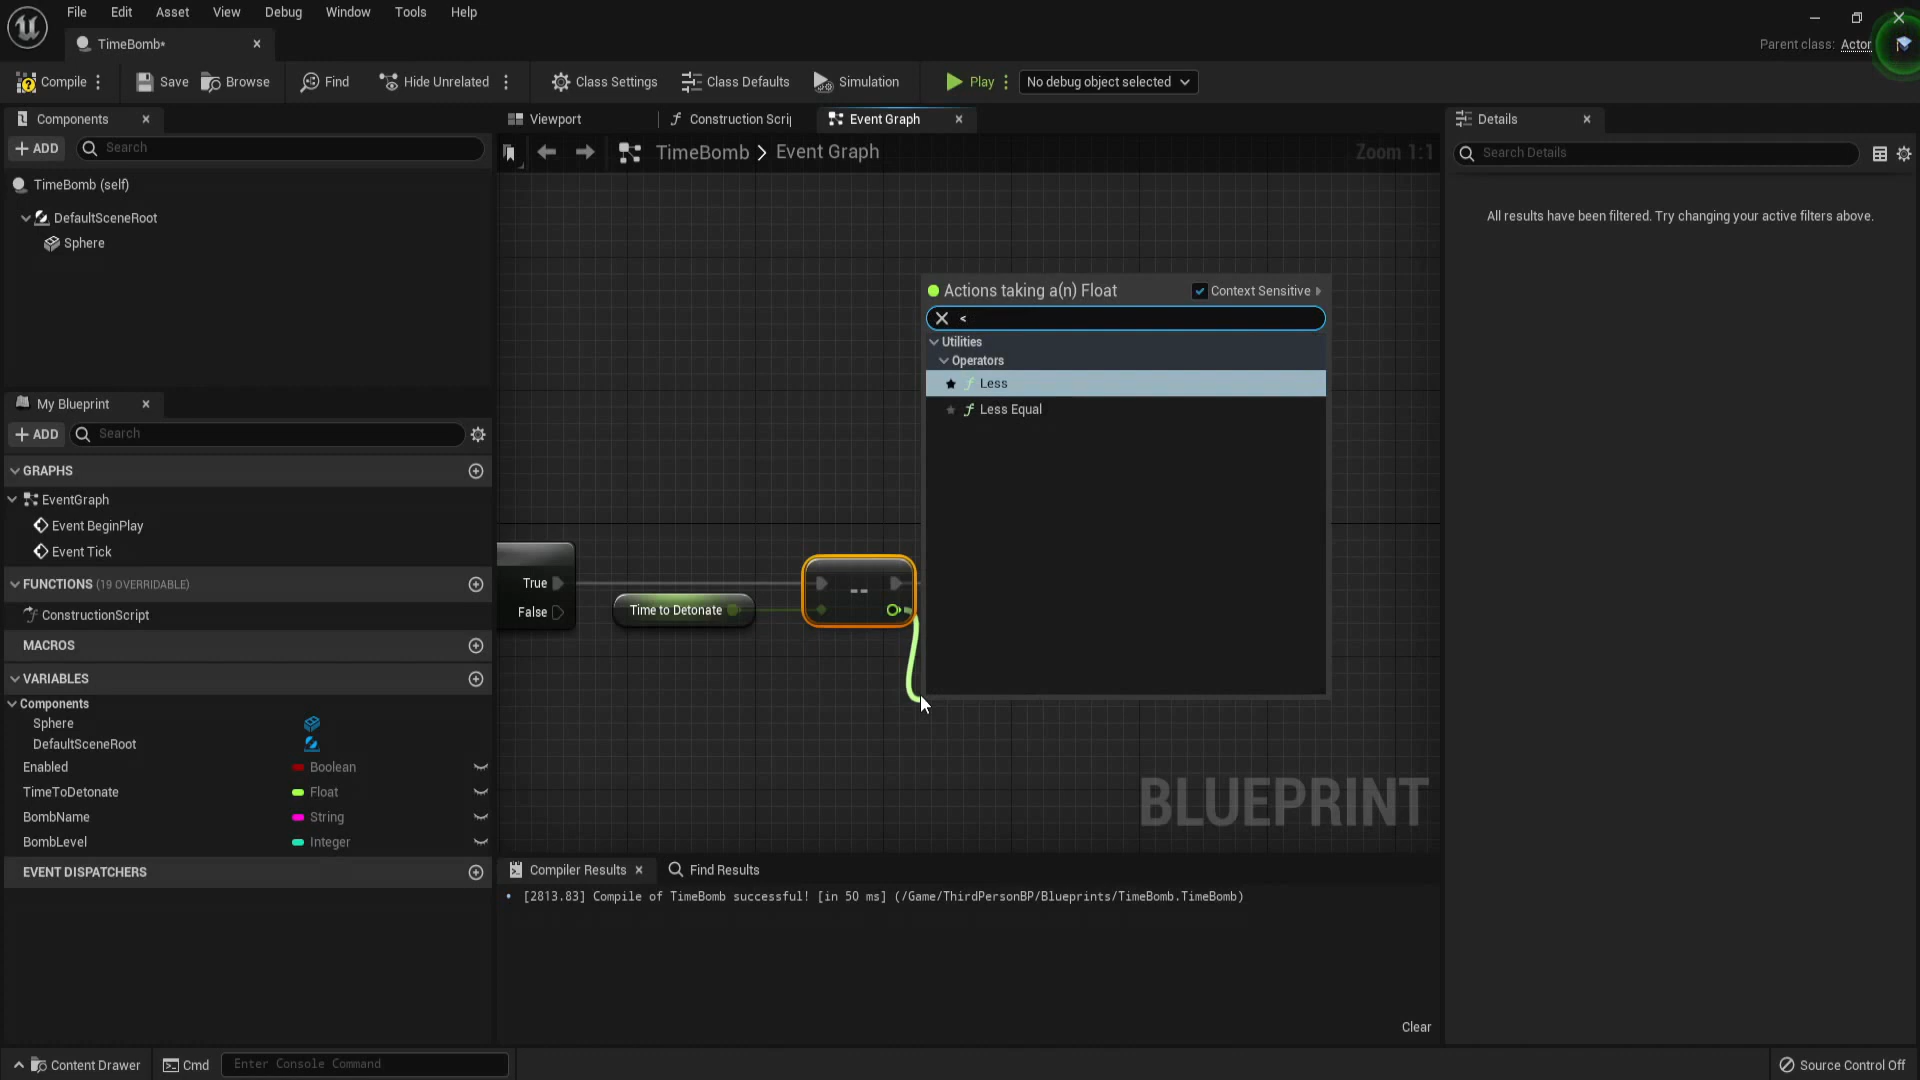 File Edit Asset View Debug Window Tools Help
TimeBomb*
Parent class: Actor
Compile Save Browse Find Hide Unrelated Class Settings Class Defaults Simulation Play No debug object selected
Components
Viewport Construction Scrip Event Graph
Details
ADD Search
TimeBomb > Event Graph
Zoom 1:1
Search Details
TimeBomb (self)
DefaultSceneRoot
Sphere
All results have been filtered. Try changing your active filters above.
Actions taking a(n) Float Context Sensitive
<
Utilities
Operators
Less
Less Equal
My Blueprint
ADD Search
GRAPHS
EventGraph
Event BeginPlay
Event Tick
FUNCTIONS (19 OVERRIDABLE)
ConstructionScript
MACROS
VARIABLES
Components
Sphere
DefaultSceneRoot
Enabled Boolean
TimeToDetonate Float
BombName String
BombLevel Integer
EVENT DISPATCHERS
True
False
Time to Detonate
--
BLUEPRINT
Compiler Results Find Results
[2813.83] Compile of TimeBomb successful! [in 50 ms] (/Game/ThirdPersonBP/Blueprints/TimeBomb.TimeBomb)
Clear
Content Drawer Cmd Enter Console Command
Source Control Off